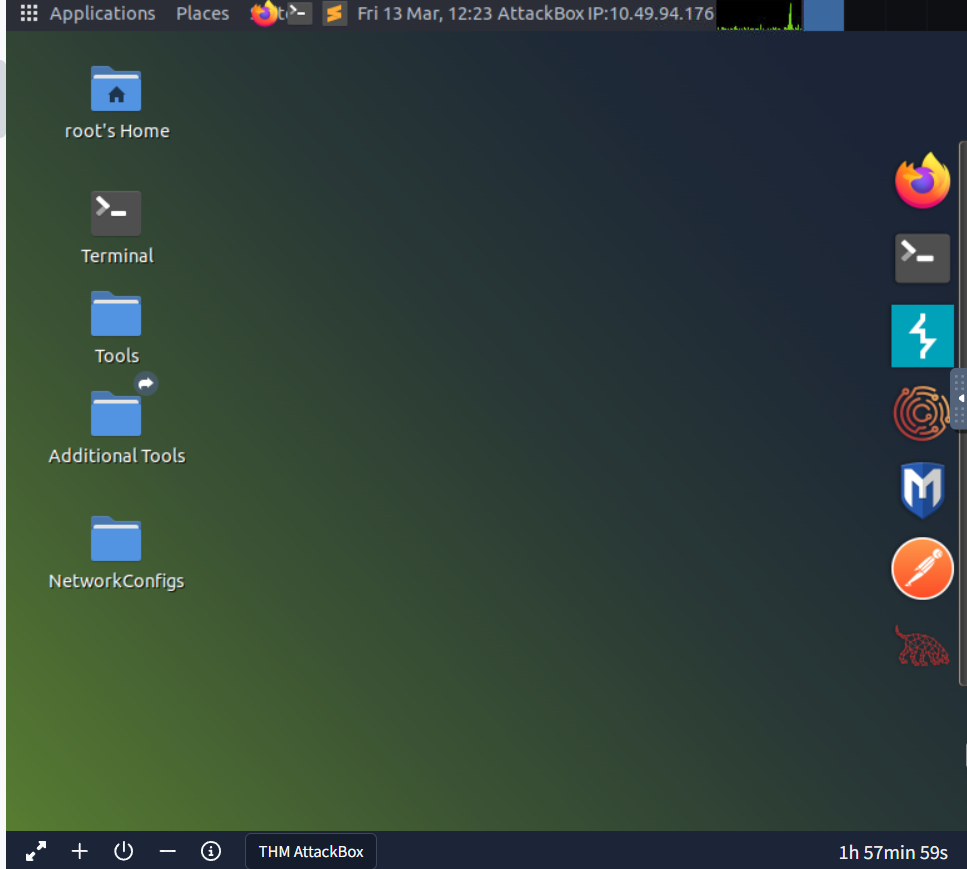 Applications Places Fri 13 Mar, 12:23 AttackBox IP:10.49.94.176
root's Home
Terminal
Tools
Additional Tools
NetworkConfigs
THM AttackBox 1h 57min 59s